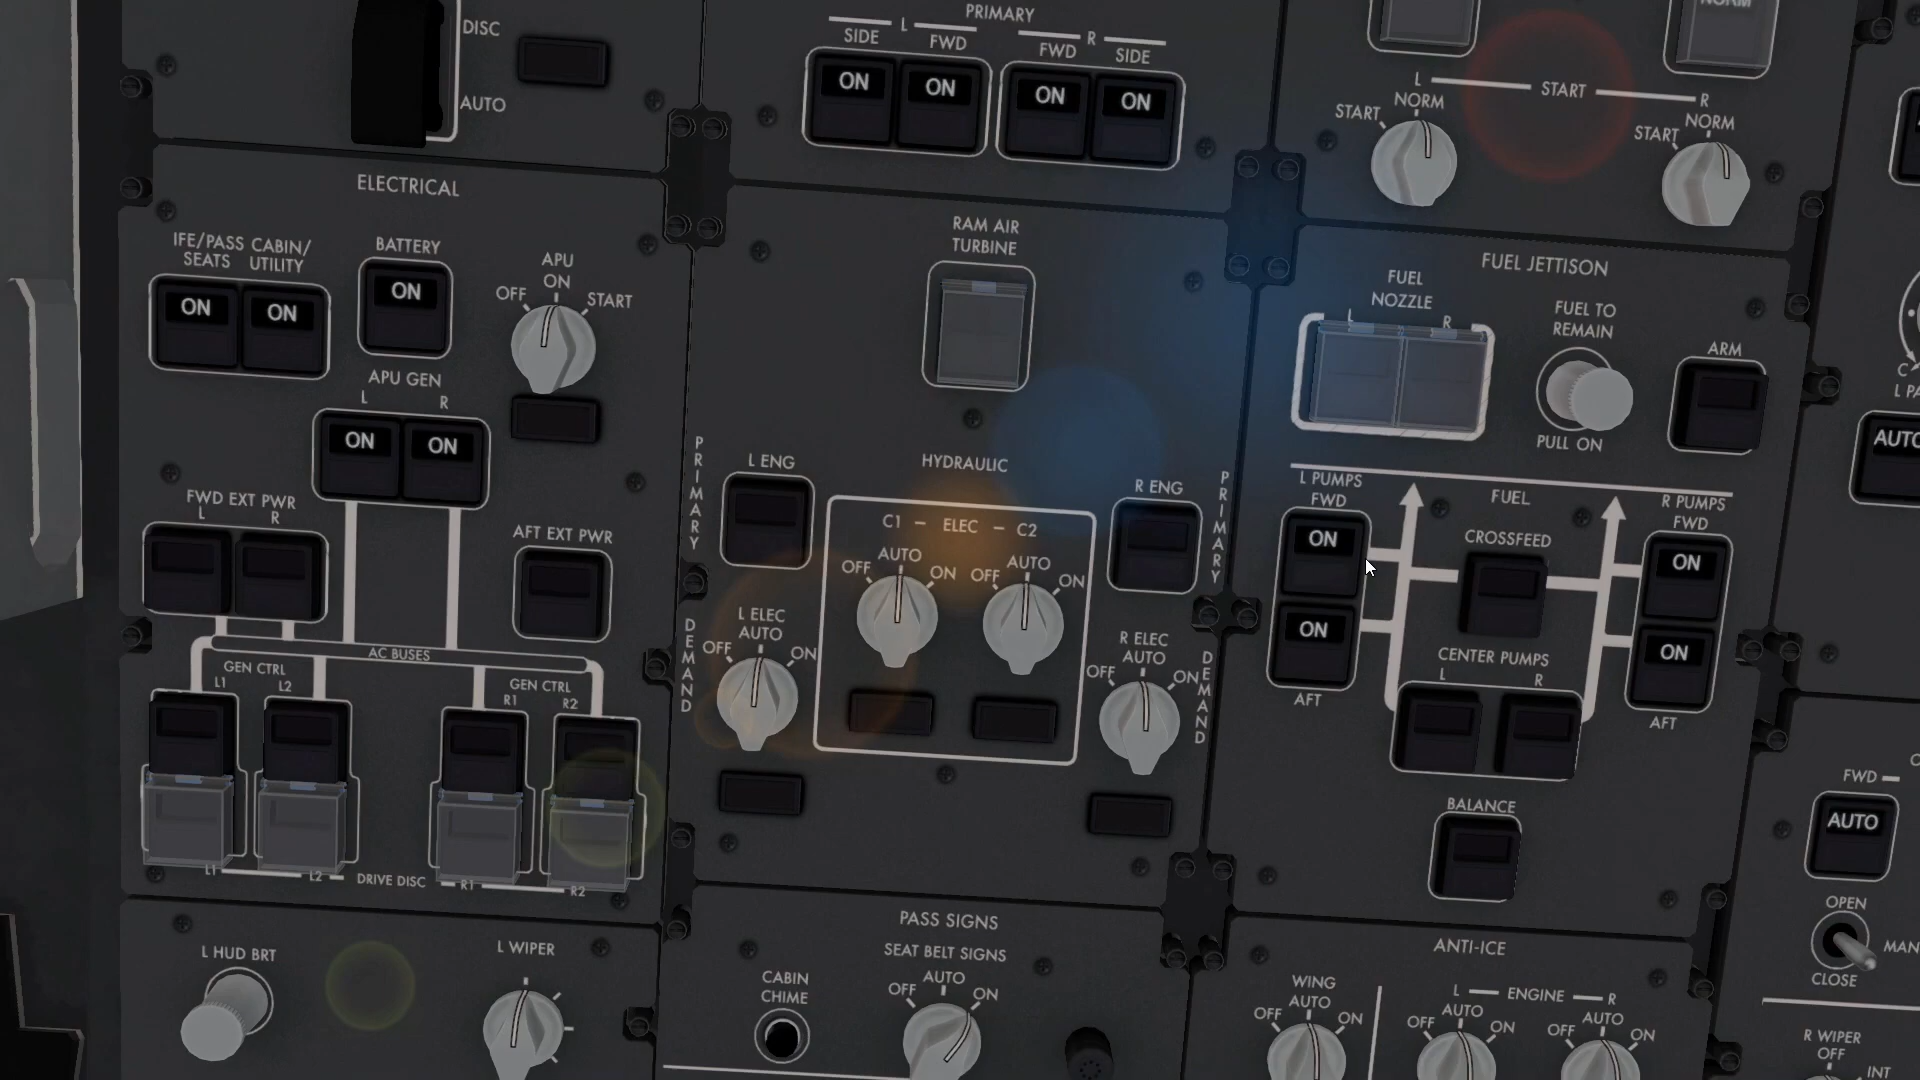 DISC
AUTO
PRIMARY
L
R
SIDE
FWD
FWD
SIDE
ON
ON
ON
ON
NORM
L
START
R
START
NORM
START
NORM
ELECTRICAL
IFE/PASS
SEATS
CABIN/
UTILITY
ON
ON
BATTERY
ON
APU
OFF
ON
START
APU GEN
L
R
ON
ON
FWD EXT PWR
L
R
AFT EXT PWR
AC BUSES
GEN CTRL
L1
L2
GEN CTRL
R1
R2
L1
L2
DRIVE DISC
R1
R2
RAM AIR
TURBINE
HYDRAULIC
PRIMARY
L ENG
R ENG
PRIMARY
C1 – ELEC – C2
OFF
AUTO
ON
OFF
AUTO
ON
DEMAND
L ELEC
OFF
AUTO
ON
R ELEC
OFF
AUTO
ON
DEMAND
FUEL JETTISON
FUEL
NOZZLE
L
R
FUEL TO
REMAIN
PULL ON
ARM
L PUMPS
FWD
ON
ON
AFT
FUEL
CROSSFEED
R PUMPS
FWD
ON
ON
AFT
CENTER PUMPS
L
R
BALANCE
C
AUTO
FWD
AUTO
OPEN
CLOSE
R WIPER
OFF
INT
L HUD BRT
L WIPER
PASS SIGNS
SEAT BELT SIGNS
CABIN
CHIME
OFF
AUTO
ON
ANTI-ICE
WING
OFF
AUTO
ON
L
ENGINE
R
OFF
AUTO
ON
OFF
AUTO
ON